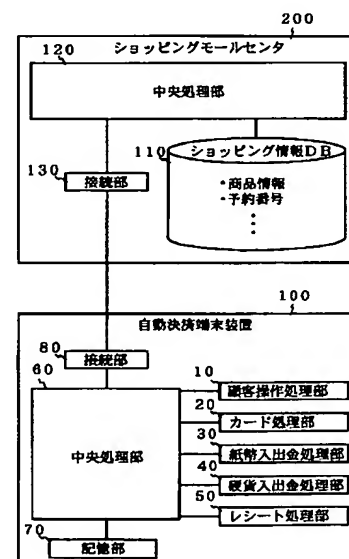 200
ショッピングモールセンタ
120
中央処理部
110
ショッピング情報DB
・商品情報
・予約番号
130
接続部
100
自動決済端末装置
80
接続部
60
中央処理部
10
顧客操作処理部
20
カード処理部
30
紙幣入出金処理部
40
硬貨入出金処理部
50
レシート処理部
70
記憶部